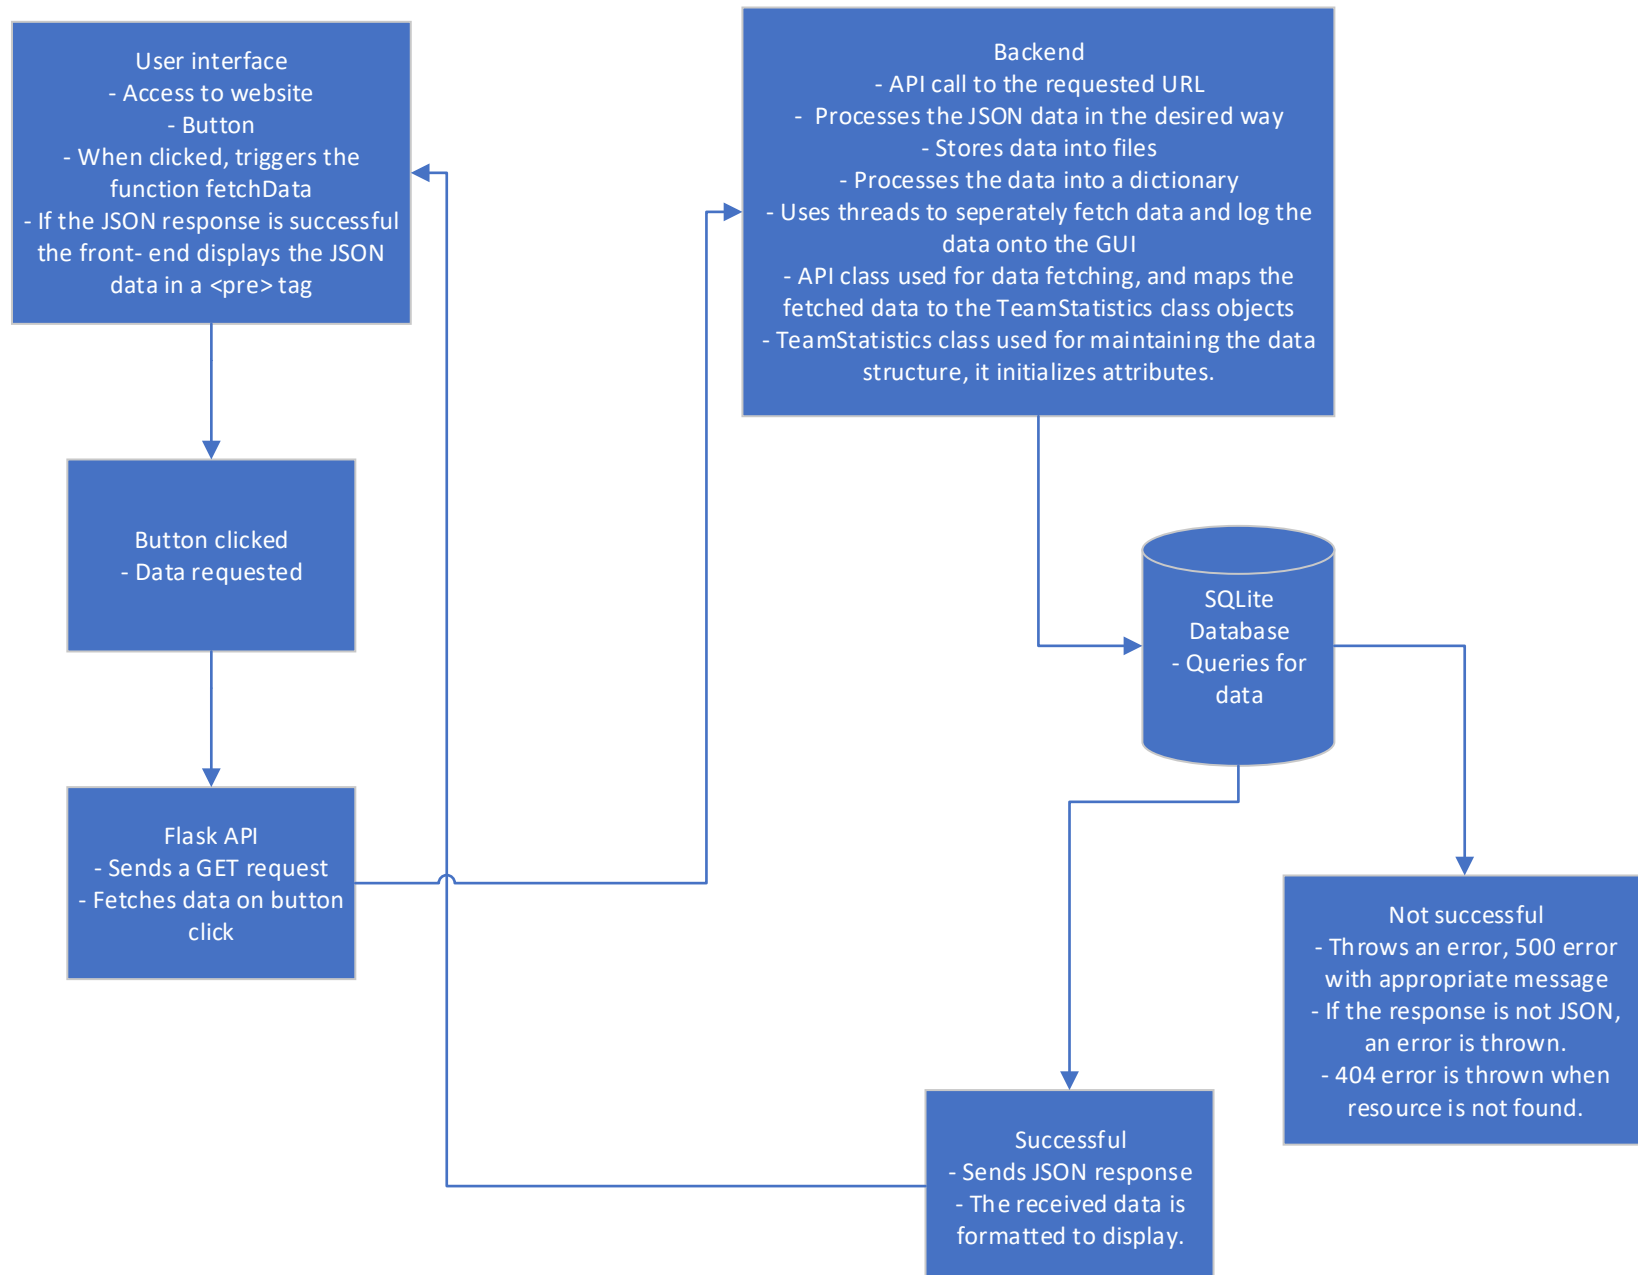 User interface
- Access to website
- Button
- When clicked, triggers the
function fetchData
- If the JSON response is successful
the front- end displays the JSON
data in a <pre> tag
Button clicked
- Data requested
Flask API
- Sends a GET request
- Fetches data on button
click
Backend
- API call to the requested URL
- Processes the JSON data in the desired way
- Stores data into files
- Processes the data into a dictionary
- Uses threads to seperately fetch data and log the
data onto the GUI
- API class used for data fetching, and maps the
fetched data to the TeamStatistics class objects
- TeamStatistics class used for maintaining the data
structure, it initializes attributes.
SQLite
Database
- Queries for
data
Not successful
- Throws an error, 500 error
with appropriate message
- If the response is not JSON,
an error is thrown.
- 404 error is thrown when
resource is not found.
Successful
- Sends JSON response
- The received data is
formatted to display.